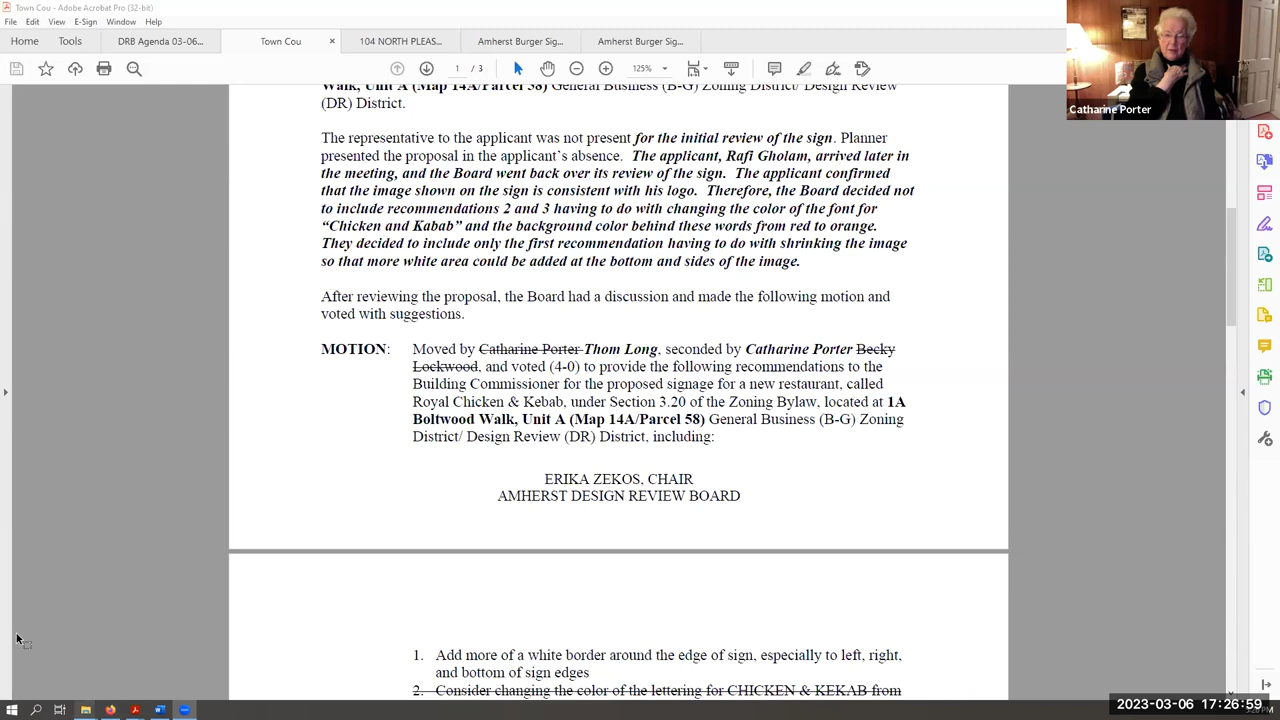 Town Cou - Adobe Acrobat Pro (32-bit)
File Edit View E-Sign Window Help
Home Tools DRB Agenda 03-06... Town Cou × 104 NORTH PLEAS... Amherst Burger Sig... Amherst Burger Sig...
1 / 3 125%
Catharine Porter
Walk, Unit A (Map 14A/Parcel 58) General Business (B-G) Zoning District/ Design Review
(DR) District.
The representative to the applicant was not present for the initial review of the sign. Planner
presented the proposal in the applicant's absence. The applicant, Rafi Gholam, arrived later in
the meeting, and the Board went back over its review of the sign. The applicant confirmed
that the image shown on the sign is consistent with his logo. Therefore, the Board decided not
to include recommendations 2 and 3 having to do with changing the color of the font for
“Chicken and Kabab” and the background color behind these words from red to orange.
They decided to include only the first recommendation having to do with shrinking the image
so that more white area could be added at the bottom and sides of the image.
After reviewing the proposal, the Board had a discussion and made the following motion and
voted with suggestions.
MOTION: Moved by Catharine Porter Thom Long, seconded by Catharine Porter Becky
Lockwood, and voted (4-0) to provide the following recommendations to the
Building Commissioner for the proposed signage for a new restaurant, called
Royal Chicken & Kebab, under Section 3.20 of the Zoning Bylaw, located at 1A
Boltwood Walk, Unit A (Map 14A/Parcel 58) General Business (B-G) Zoning
District/ Design Review (DR) District, including:
ERIKA ZEKOS, CHAIR
AMHERST DESIGN REVIEW BOARD
1. Add more of a white border around the edge of sign, especially to left, right,
and bottom of sign edges
2. Consider changing the color of the lettering for CHICKEN & KEKAB from
2023-03-06 17:26:59